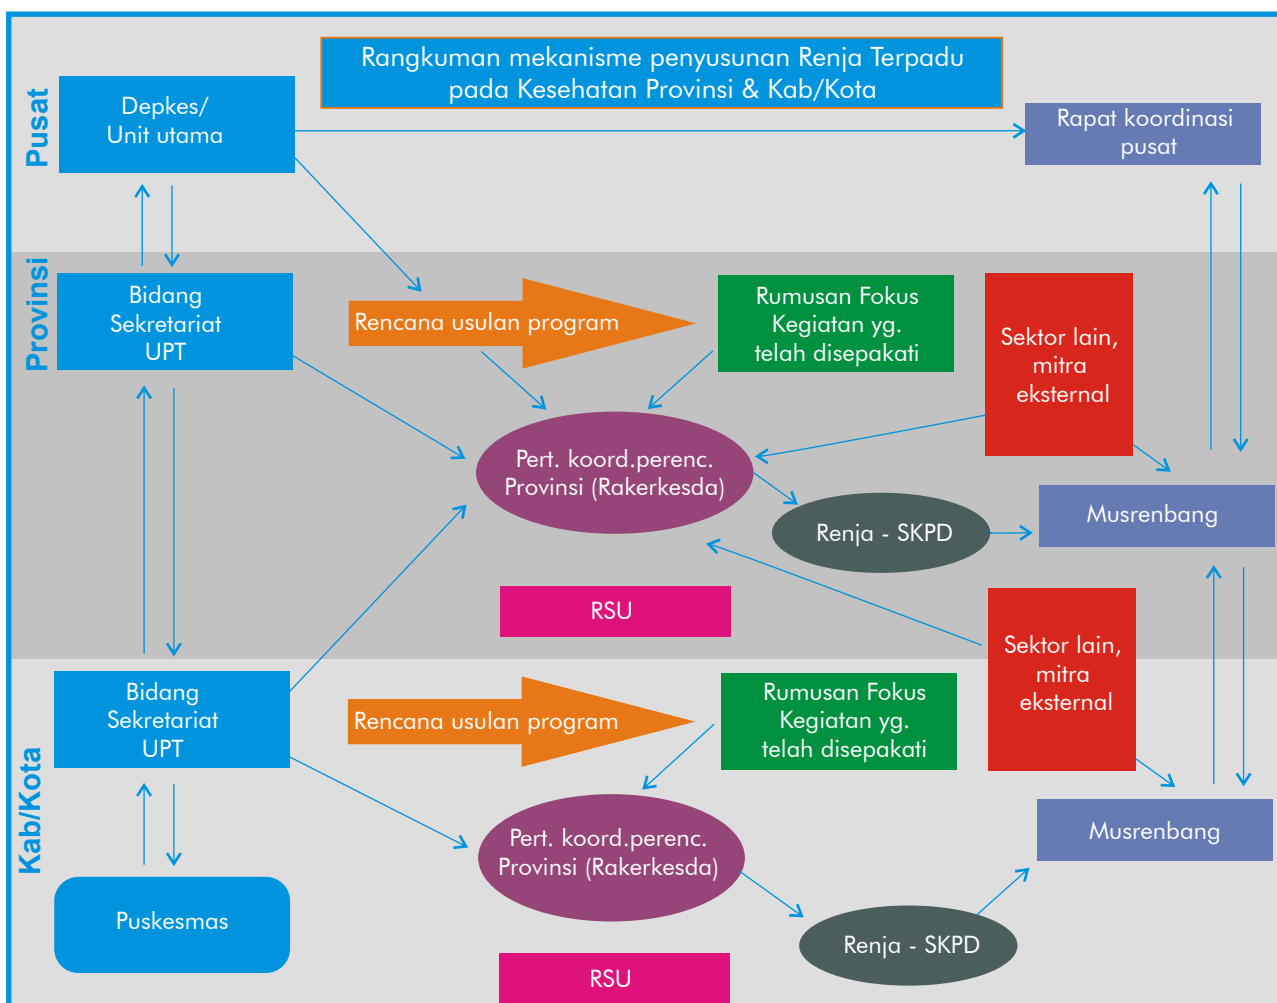 Rangkuman mekanisme penyusunan Renja Terpadu
pada Kesehatan Provinsi & Kab/Kota
Pusat
Depkes/
Unit utama
Rapat koordinasi
pusat
Provinsi
Bidang
Sekretariat
UPT
Rencana usulan program
Rumusan Fokus
Kegiatan yg.
telah disepakati
Sektor lain,
mitra
eksternal
Pert. koord.perenc.
Provinsi (Rakerkesda)
Renja - SKPD
Musrenbang
RSU
Kab/Kota
Bidang
Sekretariat
UPT
Rencana usulan program
Rumusan Fokus
Kegiatan yg.
telah disepakati
Sektor lain,
mitra
eksternal
Pert. koord.perenc.
Provinsi (Rakerkesda)
Musrenbang
Puskesmas
Renja - SKPD
RSU